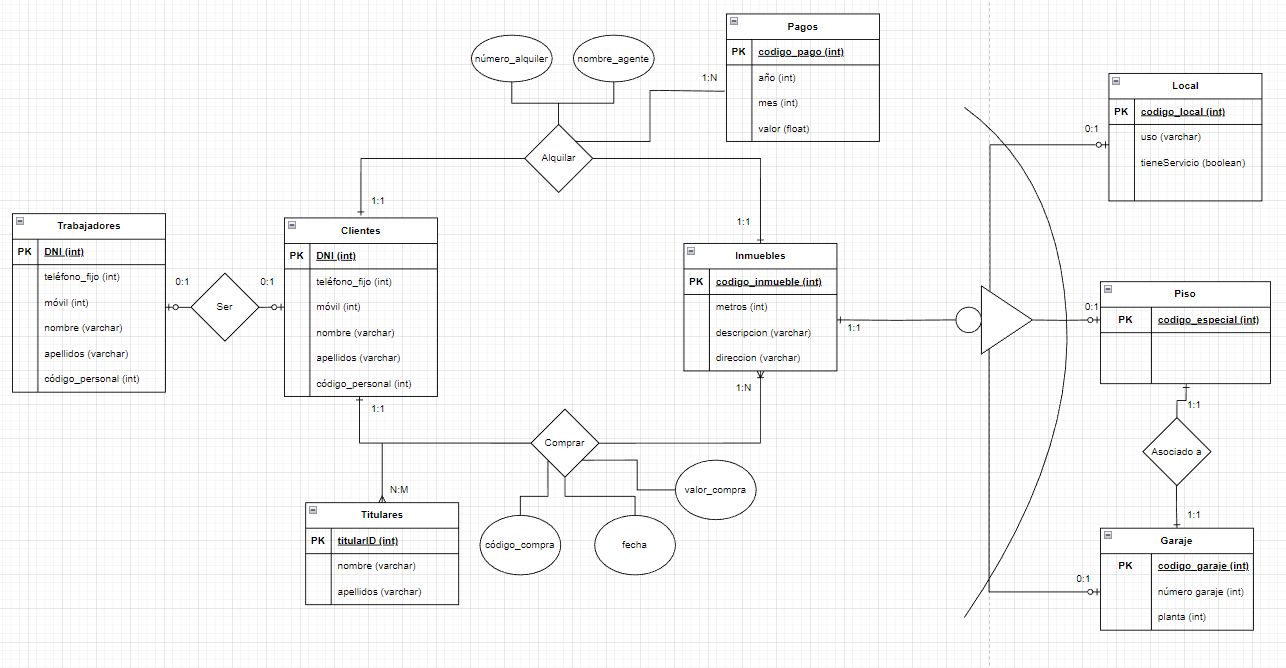 Pagos
PK codigo_pago (int)
año (int)
mes (int)
valor (float)
número_alquiler
nombre_agente
1:N
Alquilar
1:1
1:1
Local
PK codigo_local (int)
uso (varchar)
tieneServicio (boolean)
0:1
Trabajadores
PK DNI (int)
teléfono_fijo (int)
móvil (int)
nombre (varchar)
apellidos (varchar)
código_personal (int)
0:1
Ser
0:1
Clientes
PK DNI (int)
teléfono_fijo (int)
móvil (int)
nombre (varchar)
apellidos (varchar)
código_personal (int)
1:1
Inmuebles
PK codigo_inmueble (int)
metros (int)
descripcion (varchar)
direccion (varchar)
1:1
1:N
0:1
Piso
PK codigo_especial (int)
1:1
Asociado a
1:1
Comprar
valor_compra
código_compra
fecha
N:M
Titulares
PK titularID (int)
nombre (varchar)
apellidos (varchar)
0:1
Garaje
PK codigo_garaje (int)
número garaje (int)
planta (int)